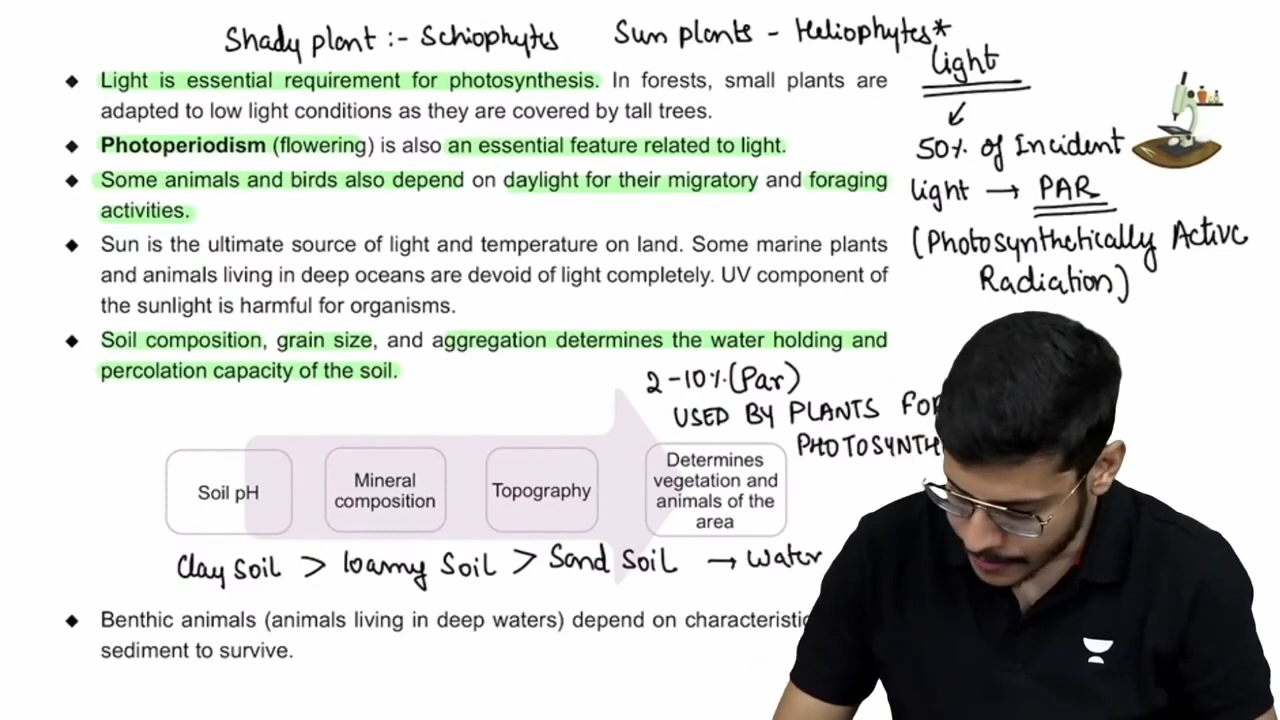 Shady plant :- Schiophytes
Sun plants - Heliophytes*
◆ Light is essential requirement for photosynthesis. In forests, small plants are
adapted to low light conditions as they are covered by tall trees.
◆ Photoperiodism (flowering) is also an essential feature related to light.
◆ Some animals and birds also depend on daylight for their migratory and foraging
activities.
◆ Sun is the ultimate source of light and temperature on land. Some marine plants
and animals living in deep oceans are devoid of light completely. UV component of
the sunlight is harmful for organisms.
◆ Soil composition, grain size, and aggregation determines the water holding and
percolation capacity of the soil.
light
50% of Incident
light → PAR
(Photosynthetically Active
Radiation)
2-10% (Par)
USED BY PLANTS FOR
PHOTOSYNTH
Soil pH
Mineral
composition
Topography
Determines
vegetation and
animals of the
area
Clay soil > loamy Soil > Sand Soil → water
◆ Benthic animals (animals living in deep waters) depend on characteristic
sediment to survive.